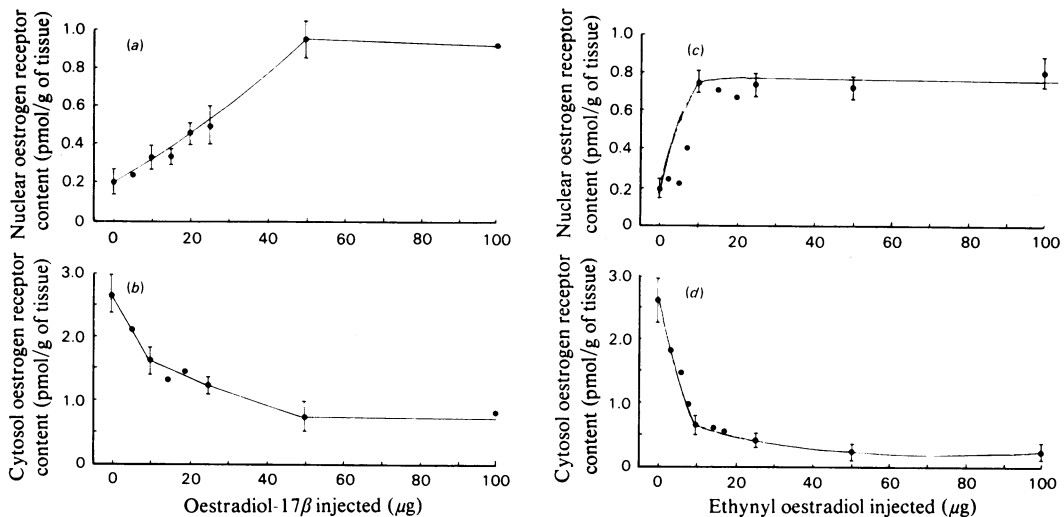 Nuclear oestrogen receptor
content (pmol/g of tissue)
(a)
1.0
0.8
0.6
0.4
0.2
0
0 20 40 60 80 100
Cytosol oestrogen receptor
content (pmol/g of tissue)
(b)
3.0
2.0
1.0
0
0 20 40 60 80 100
Oestradiol-17β injected (μg)
Nuclear oestrogen receptor
content (pmol/g of tissue)
(c)
1.0
0.8
0.6
0.4
0.2
0
0 20 40 60 80 100
Cytosol oestrogen receptor
content (pmol/g of tissue)
(d)
3.0
2.0
1.0
0
0 20 40 60 80 100
Ethynyl oestradiol injected (μg)